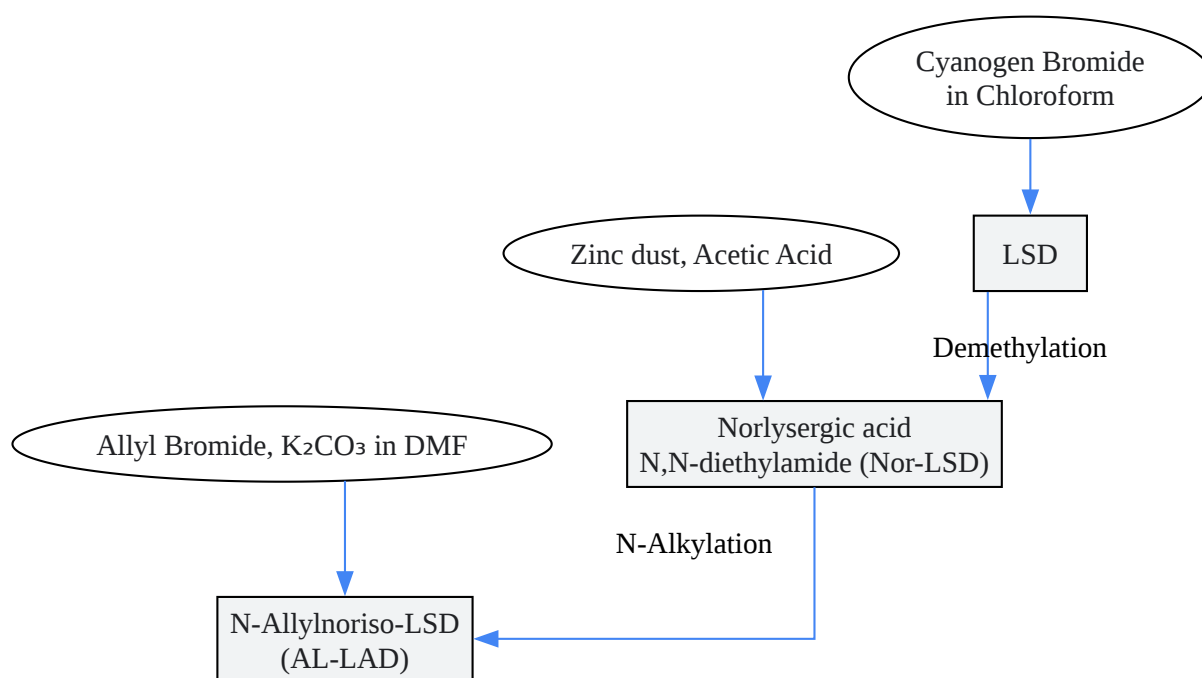 Cyanogen Bromide
in Chloroform
Zinc dust, Acetic Acid
LSD
Demethylation
Allyl Bromide, K₂CO₃ in DMF
Norlysergic acid
N,N-diethylamide (Nor-LSD)
N-Alkylation
N-Allylnoriso-LSD
(AL-LAD)